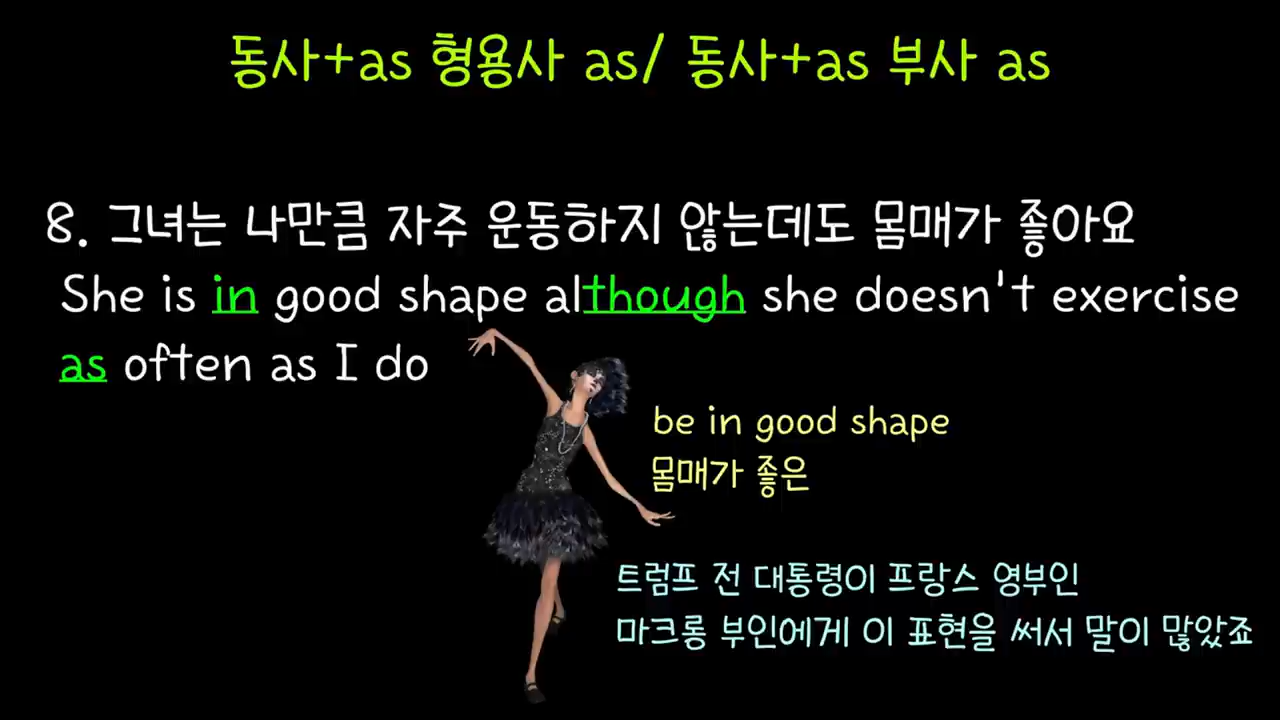 동사+as 형용사 as/ 동사+as 부사 as
8. 그녀는 나만큼 자주 운동하지 않는데도 몸매가 좋아요
She is in good shape although she doesn't exercise
as often as I do
be in good shape
몸매가 좋은
트럼프 전 대통령이 프랑스 영부인
마크롱 부인에게 이 표현을 써서 말이 많았죠